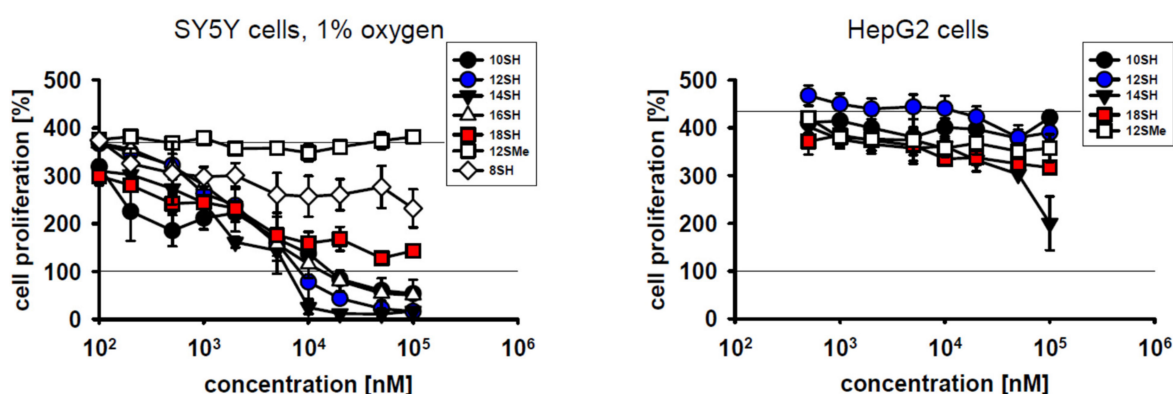 SY5Y cells, 1% oxygen
10SH
12SH
14SH
16SH
18SH
12SMe
8SH
cell proliferation [%]
500
400
300
200
100
0
10²
10³
10⁴
10⁵
10⁶
concentration [nM]
HepG2 cells
10SH
12SH
14SH
18SH
12SMe
cell proliferation [%]
500
400
300
200
100
0
10²
10³
10⁴
10⁵
10⁶
concentration [nM]